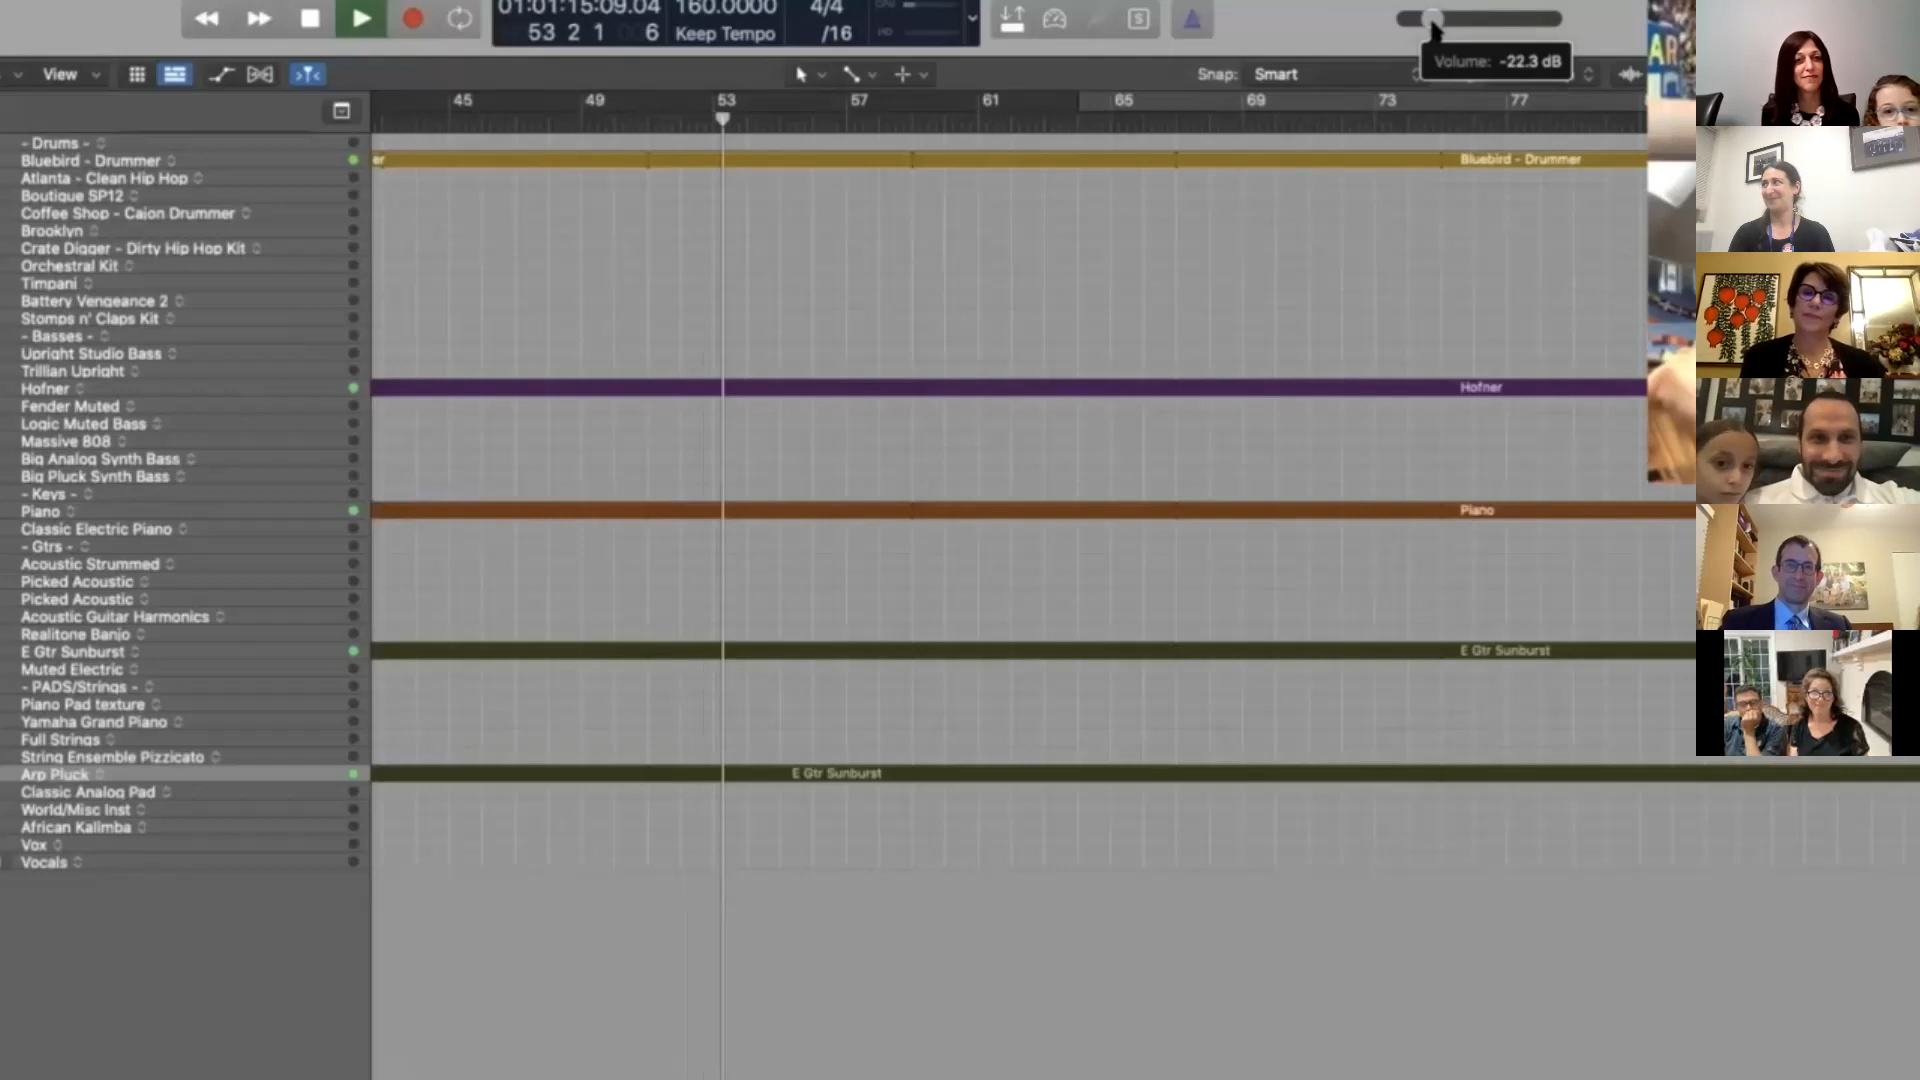 01:01:15:09.04 160.0000 4/4
53 2 1 6 Keep Tempo /16
S
Volume: -22.3 dB
View Snap: Smart
45 49 53 57 61 65 69 73 77
- Drums -
Bluebird - Drummer er Bluebird - Drummer
Atlanta - Clean Hip Hop
Boutique SP12
Coffee Shop - Cajon Drummer
Brooklyn
Crate Digger - Dirty Hip Hop Kit
Orchestral Kit
Timpani
Battery Vengeance 2
Stomps n' Claps Kit
- Basses -
Upright Studio Bass
Trillian Upright
Hofner Hofner
Fender Muted
Logic Muted Bass
Massive 808
Big Analog Synth Bass
Big Pluck Synth Bass
- Keys -
Piano Piano
Classic Electric Piano
- Gtrs -
Acoustic Strummed
Picked Acoustic
Picked Acoustic
Acoustic Guitar Harmonics
Realitone Banjo
E Gtr Sunburst E Gtr Sunburst
Muted Electric
- PADS/Strings -
Piano Pad texture
Yamaha Grand Piano
Full Strings
String Ensemble Pizzicato
Arp Pluck E Gtr Sunburst
Classic Analog Pad
World/Misc Inst
African Kalimba
Vox
Vocals